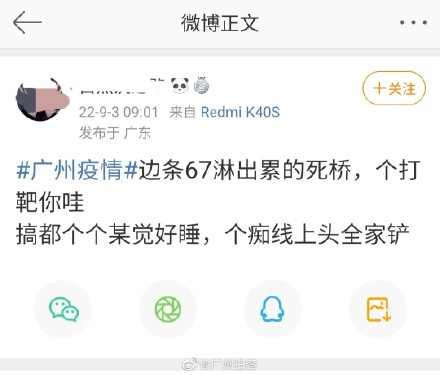 微博正文
22-9-3 09:01 来自 Redmi K40S
发布于 广东
+关注
#广州疫情#边条67淋出累的死桥，个打
靶你哇
搞都个个某觉好睡，个痴线上头全家铲
@广州拍客